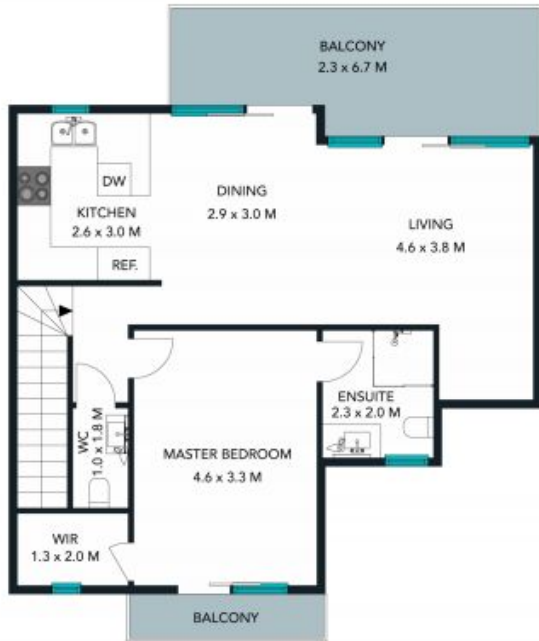 BALCONY
2.3 x 6.7 M
DW
KITCHEN
2.6 x 3.0 M
REF.
DINING
2.9 x 3.0 M
LIVING
4.6 x 3.8 M
ENSUITE
2.3 x 2.0 M
WC
1.0 x 1.8 M
MASTER BEDROOM
4.6 x 3.3 M
WIR
1.3 x 2.0 M
BALCONY